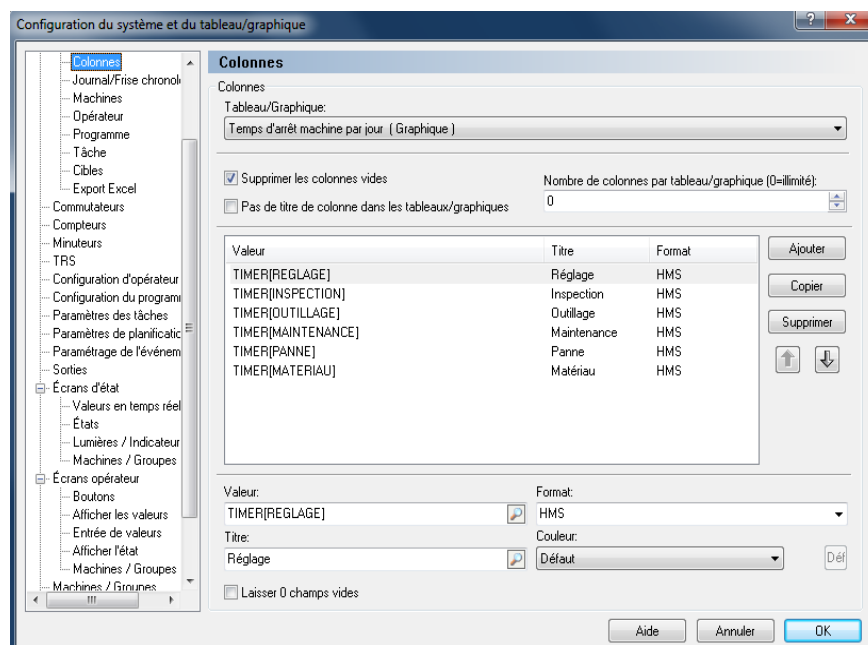 Configuration du système et du tableau/graphique
Colonnes
Journal/Frise chronol
Machines
Opérateur
Programme
Tâche
Cibles
Export Excel
Commutateurs
Compteurs
Minuteurs
TRS
Configuration d'opérateur
Configuration du program
Paramètres des tâches
Paramètres de planificatic
Paramétrage de l'événem
Sorties
Écrans d'état
Valeurs en temps réel
États
Lumières / Indicateur
Machines / Groupes
Écrans opérateur
Boutons
Afficher les valeurs
Entrée de valeurs
Afficher l'état
Machines / Groupes
Machines / Groupes
Colonnes
Colonnes
Tableau/Graphique:
Temps d'arrêt machine par jour ( Graphique )
Supprimer les colonnes vides
Pas de titre de colonne dans les tableaux/graphiques
Nombre de colonnes par tableau/graphique (0=illimité):
0
Valeur Titre Format
TIMER[REGLAGE] Réglage HMS
TIMER[INSPECTION] Inspection HMS
TIMER[OUTILLAGE] Outillage HMS
TIMER[MAINTENANCE] Maintenance HMS
TIMER[PANNE] Panne HMS
TIMER[MATERIAU] Matériau HMS
Ajouter
Copier
Supprimer
Valeur: Format:
TIMER[REGLAGE] HMS
Titre: Couleur:
Réglage Défaut Déf
Laisser 0 champs vides
Aide Annuler OK